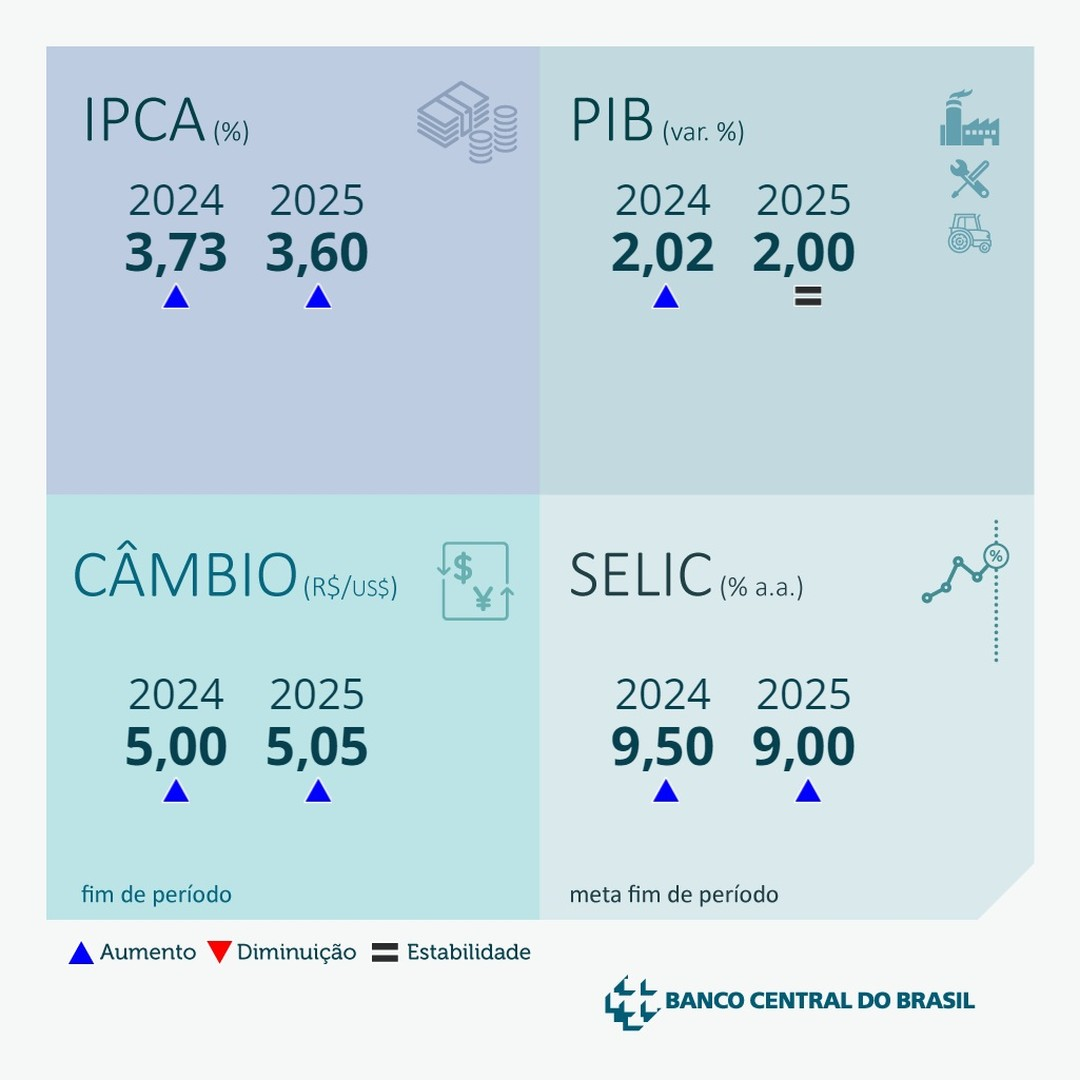 IPCA (%)
2024 2025
3,73 3,60
PIB (var. %)
2024 2025
2,02 2,00
CÂMBIO (R$/US$)
2024 2025
5,00 5,05
fim de período
SELIC (% a.a.)
2024 2025
9,50 9,00
meta fim de período
Aumento Diminuição Estabilidade
BANCO CENTRAL DO BRASIL